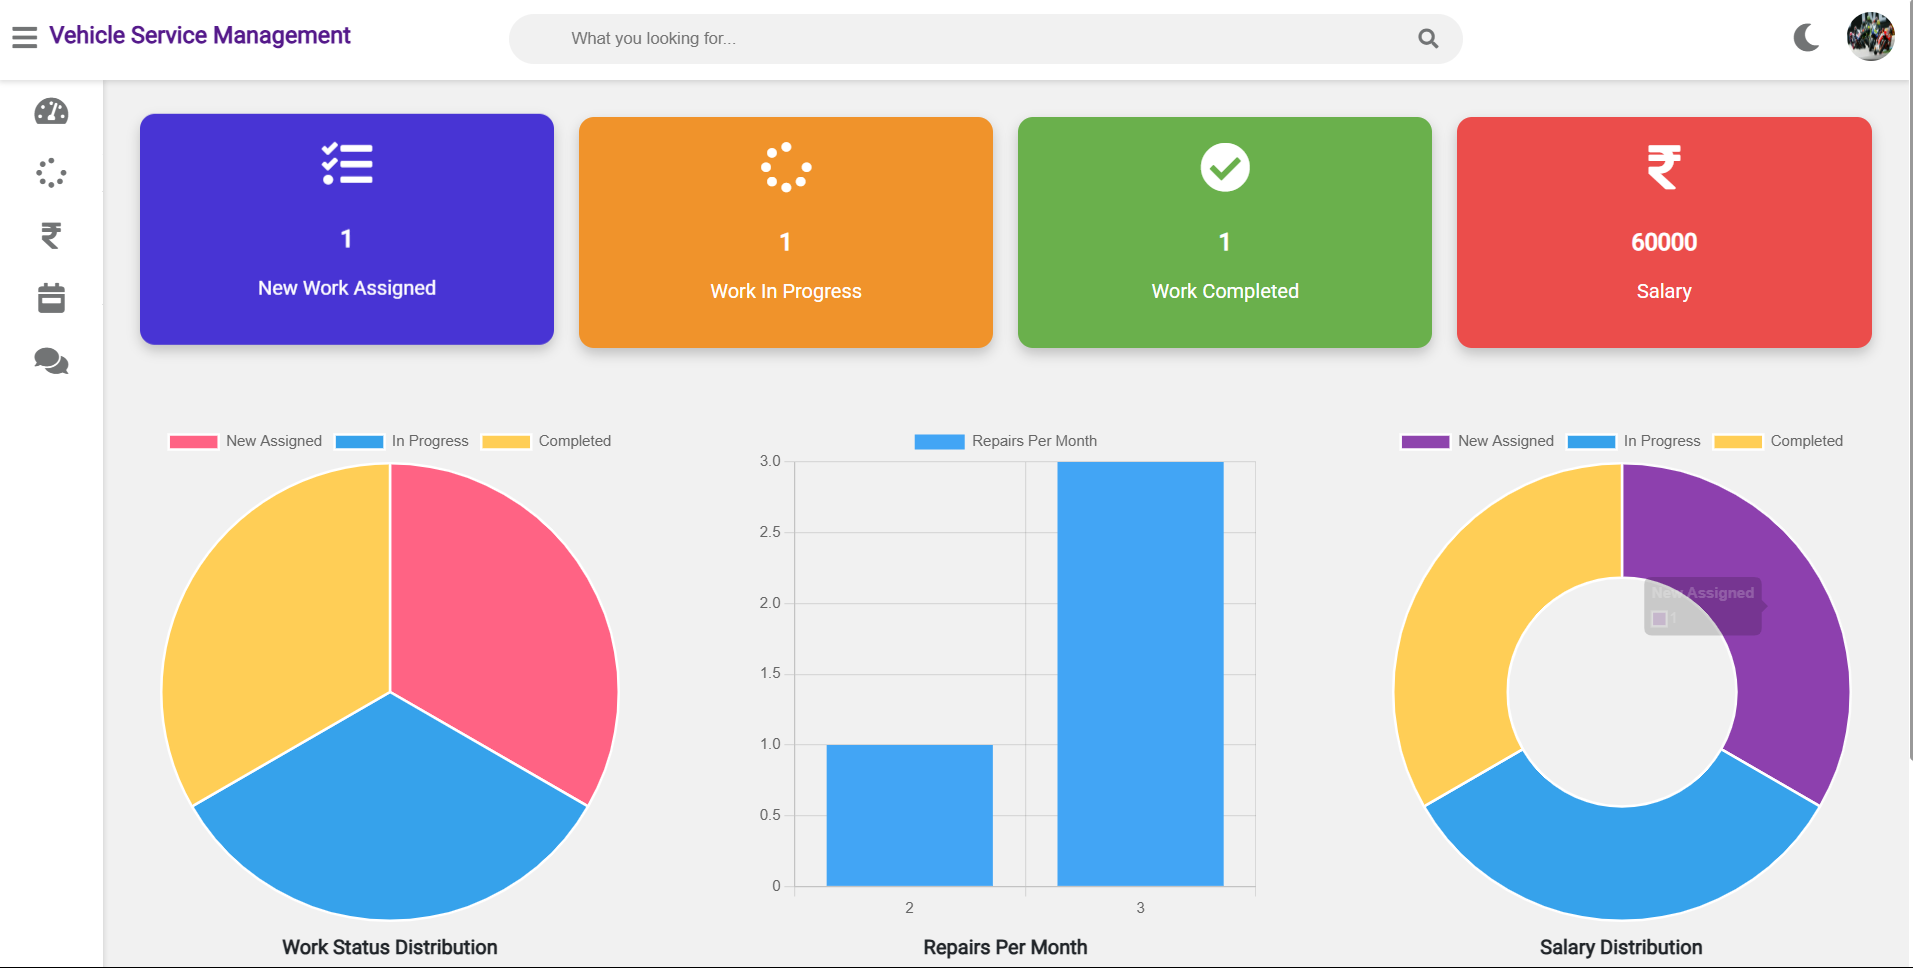 Vehicle Service Management
What you looking for...
1
New Work Assigned
1
Work In Progress
1
Work Completed
60000
Salary
New Assigned In Progress Completed
Work Status Distribution
Repairs Per Month
3.0
2.5
2.0
1.5
1.0
0.5
0
2 3
Repairs Per Month
New Assigned In Progress Completed
New Assigned
1
Salary Distribution